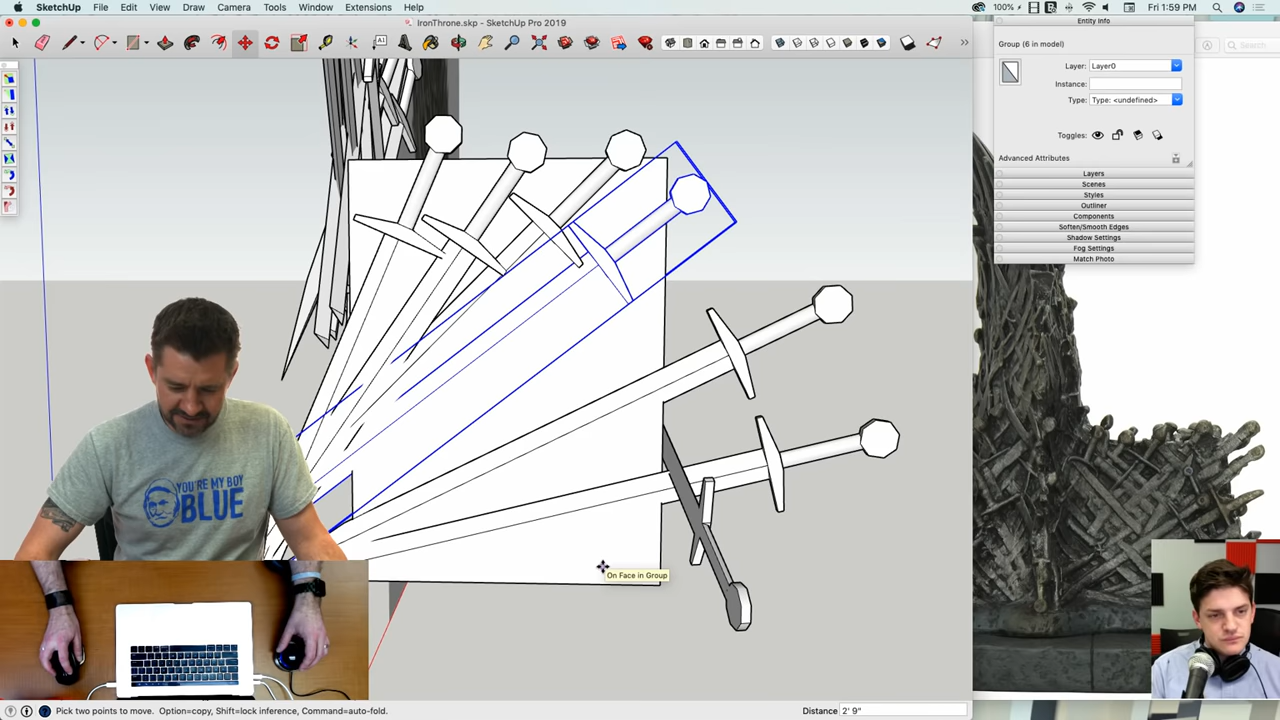 SketchUp File Edit View Draw Camera Tools Window Extensions Help
100% Fri 1:59 PM
IronThrone.skp - SketchUp Pro 2019
Entity Info
Group (6 in model)
Layer: Layer0
Instance:
Type: Type: <undefined>
Toggles:
Advanced Attributes
Layers
Scenes
Styles
Outliner
Components
Soften/Smooth Edges
Shadow Settings
Fog Settings
Match Photo
Search
YOU'RE MY BOY
BLUE
On Face in Group
Pick two points to move. Option=copy, Shift=lock inference, Command=auto-fold.
Distance 2' 9"